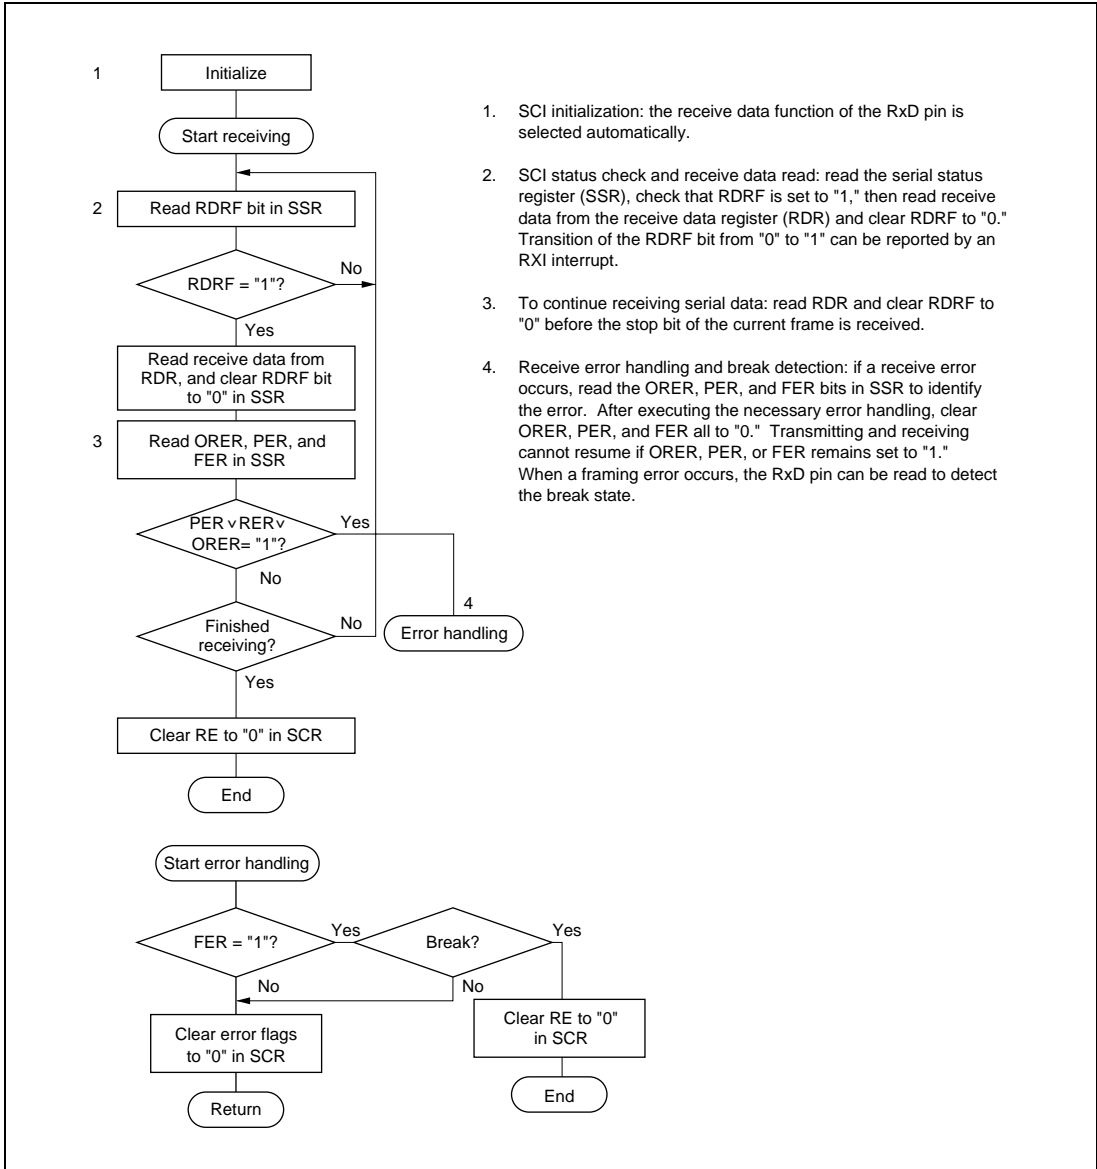 1
Initialize
Start receiving
2
Read RDRF bit in SSR
RDRF = "1"?
No
Yes
Read receive data from
RDR, and clear RDRF bit
to "0" in SSR
3
Read ORER, PER, and
FER in SSR
PER ∨ RER ∨
ORER= "1"?
Yes
No
4
Error handling
Finished
receiving?
No
Yes
Clear RE to "0" in SCR
End
1. SCI initialization: the receive data function of the RxD pin is
selected automatically.
2. SCI status check and receive data read: read the serial status
register (SSR), check that RDRF is set to "1," then read receive
data from the receive data register (RDR) and clear RDRF to "0."
Transition of the RDRF bit from "0" to "1" can be reported by an
RXI interrupt.
3. To continue receiving serial data: read RDR and clear RDRF to
"0" before the stop bit of the current frame is received.
4. Receive error handling and break detection: if a receive error
occurs, read the ORER, PER, and FER bits in SSR to identify
the error. After executing the necessary error handling, clear
ORER, PER, and FER all to "0." Transmitting and receiving
cannot resume if ORER, PER, or FER remains set to "1."
When a framing error occurs, the RxD pin can be read to detect
the break state.
Start error handling
FER = "1"?
Yes
Break?
Yes
No
No
Clear error flags
to "0" in SCR
Clear RE to "0"
in SCR
Return
End